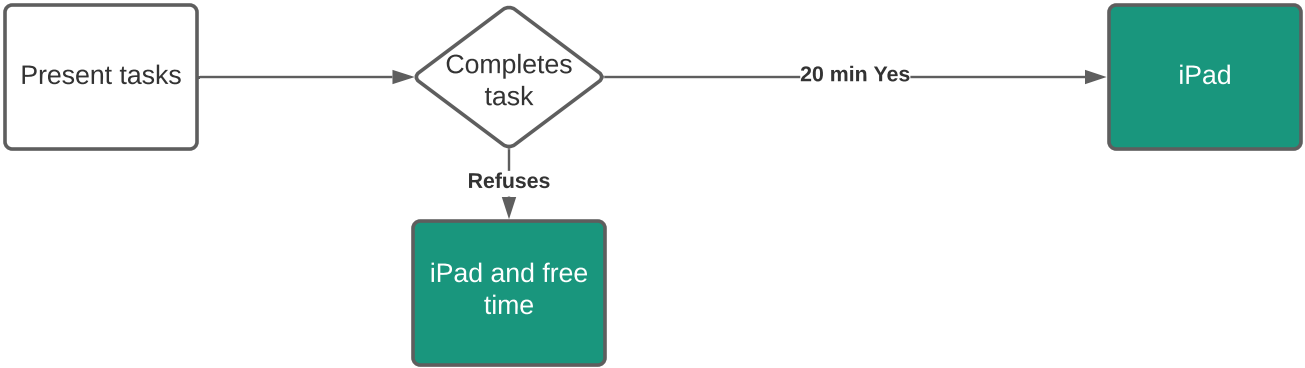 Present tasks
Completes
task
20 min Yes
iPad
Refuses
iPad and free
time